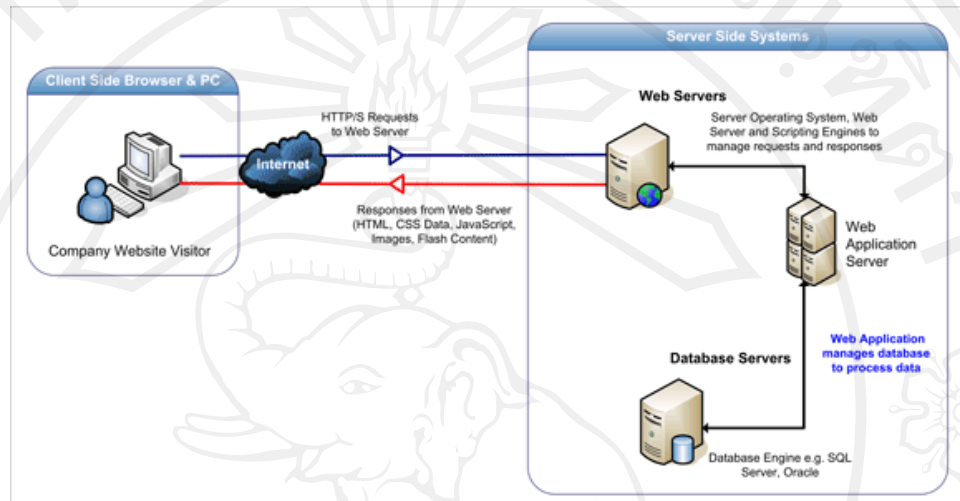 Server Side Systems
Client Side Browser & PC
Web Servers
HTTP/S Requests
to Web Server
Server Operating System, Web
Server and Scripting Engines to
manage requests and responses
Internet
Responses from Web Server
(HTML, CSS Data, JavaScript,
Images, Flash Content)
Company Website Visitor
Web
Application
Server
Web Application
manages database
to process data
Database Servers
Database Engine e.g. SQL
Server, Oracle